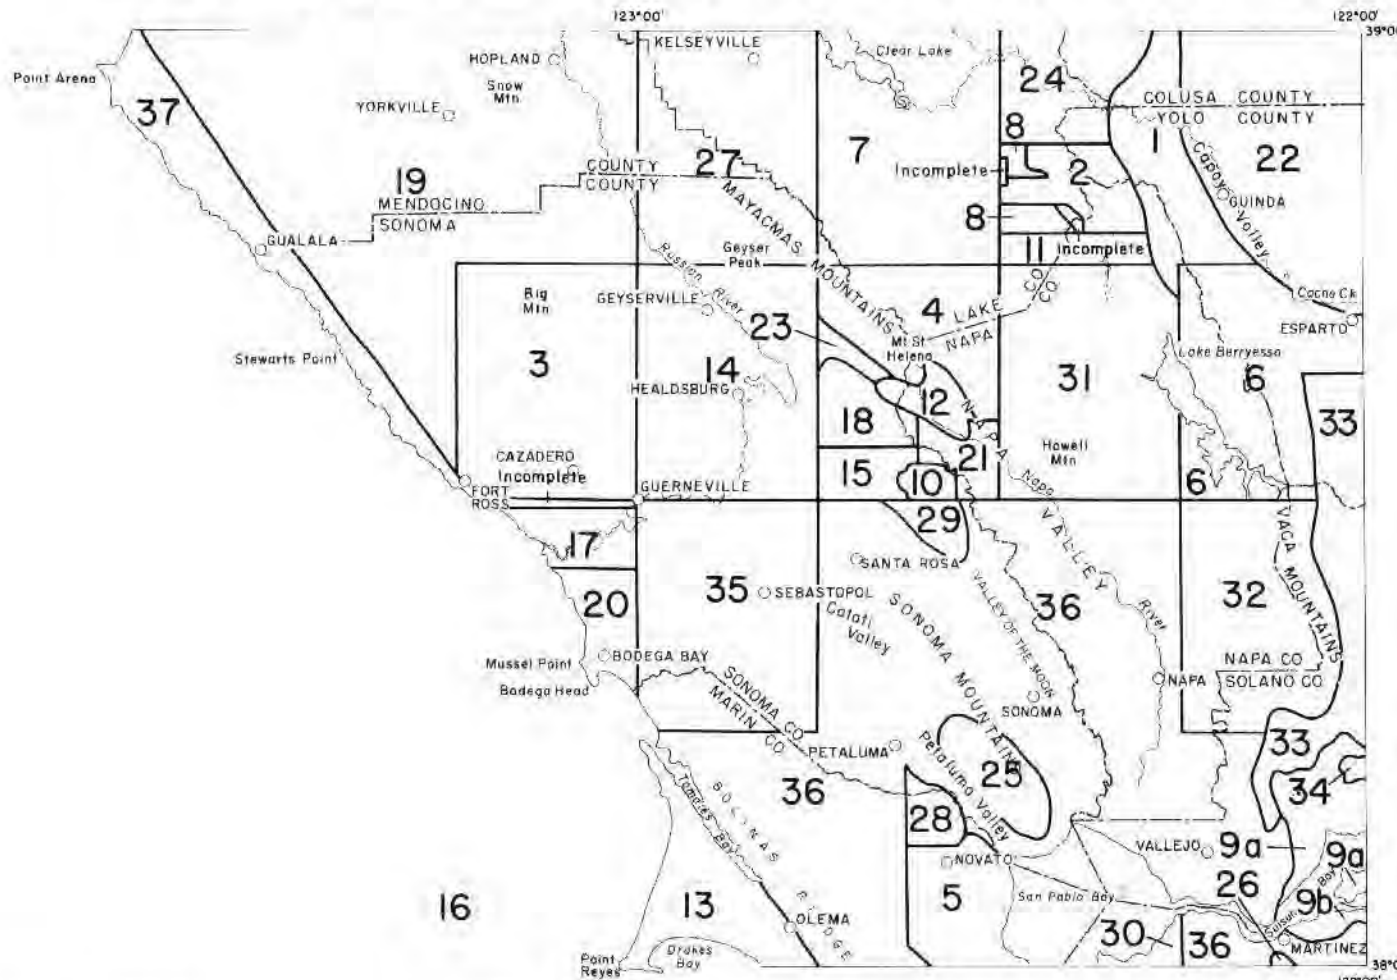 123°00'
122°00'
39°00'
KELSEYVILLE
Clear Lake
HOPLAND
Snow
Mtn
Point Arena
37
YORKVILLE
24
COLUSA COUNTY
YOLO COUNTY
8
1
22
27
7
Incomplete
2
Capay
Valley
GUINDA
19
COUNTY
COUNTY
MENDOCINO
SONOMA
MAYACMAS MOUNTAINS
8
11
Incomplete
GUALALA
Geyser
Peak
Russian
River
Big
Mtn
GEYSERVILLE
4
LAKE CO
NAPA CO
Cache Ck
ESPARTO
23
Stewarts Point
3
14
Mt St
Helena
31
Lake Berryessa
6
HEALDSBURG
12
18
33
CAZADERO
Incomplete
15
21
10
Howell
Mtn
6
FORT
ROSS
GUERNEVILLE
29
NAPA VALLEY
Napa
River
17
SANTA ROSA
VACA MOUNTAINS
20
35
SEBASTOPOL
Cotati
Valley
SONOMA MOUNTAINS
VALLEY OF THE MOON
36
32
Mussel Point
BODEGA BAY
Bodega Head
SONOMA CO
MARIN CO
NAPA CO
SOLANO CO
NAPA
SONOMA
PETALUMA
Petaluma Valley
25
33
34
36
Tomales
Bay
BOLINAS RIDGE
28
NOVATO
VALLEJO
9a
9a
26
9b
16
13
5
San Pablo Bay
Suisun
Bay
OLEMA
30
36
MARTINEZ
Point
Reyes
Drakes
Bay